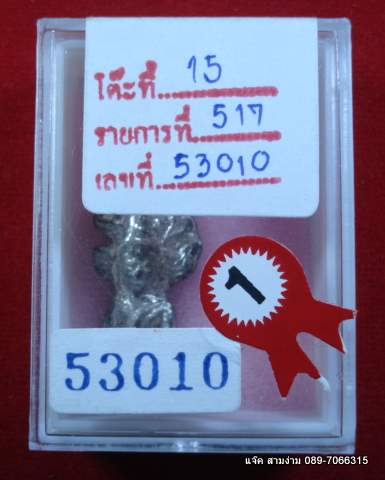 โต๊ะที่ 15
รายการที่ 517
เลขที่ 53010
1
53010
แจ๊ค สามง่าม 089-7066315